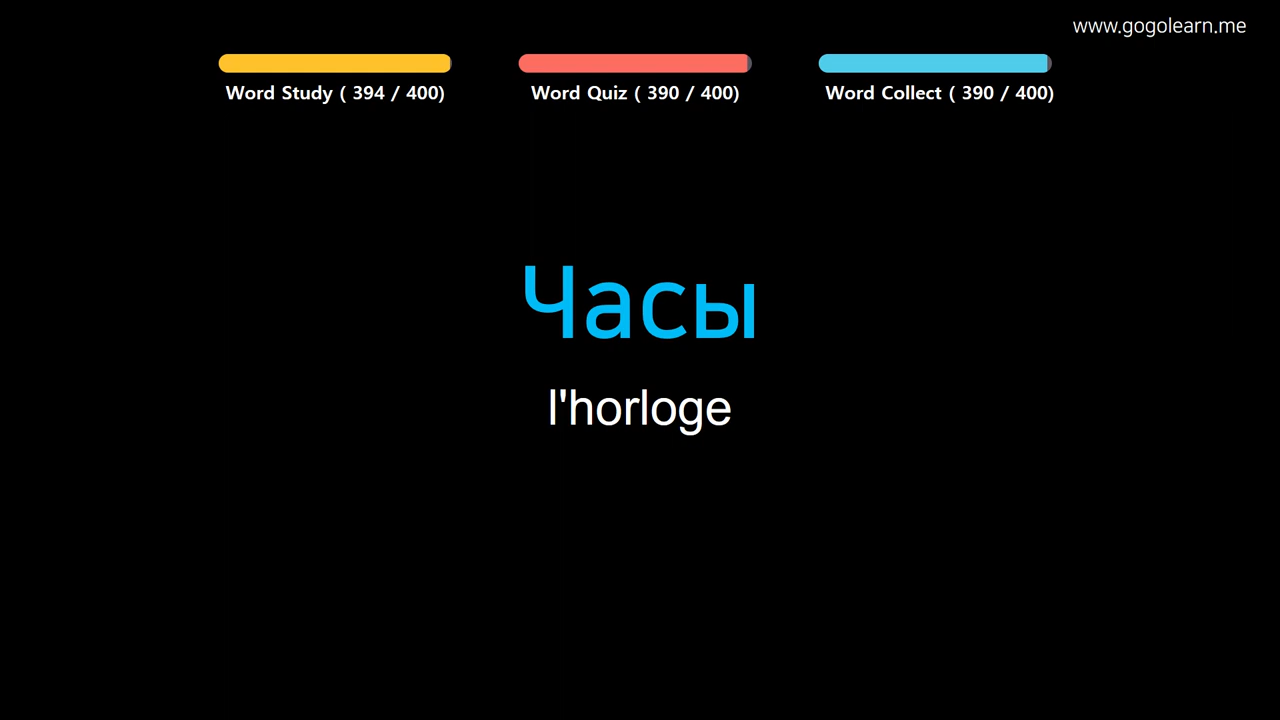 www.gogolearn.me
Word Study ( 394 / 400)
Word Quiz ( 390 / 400)
Word Collect ( 390 / 400)
Часы
l'horloge